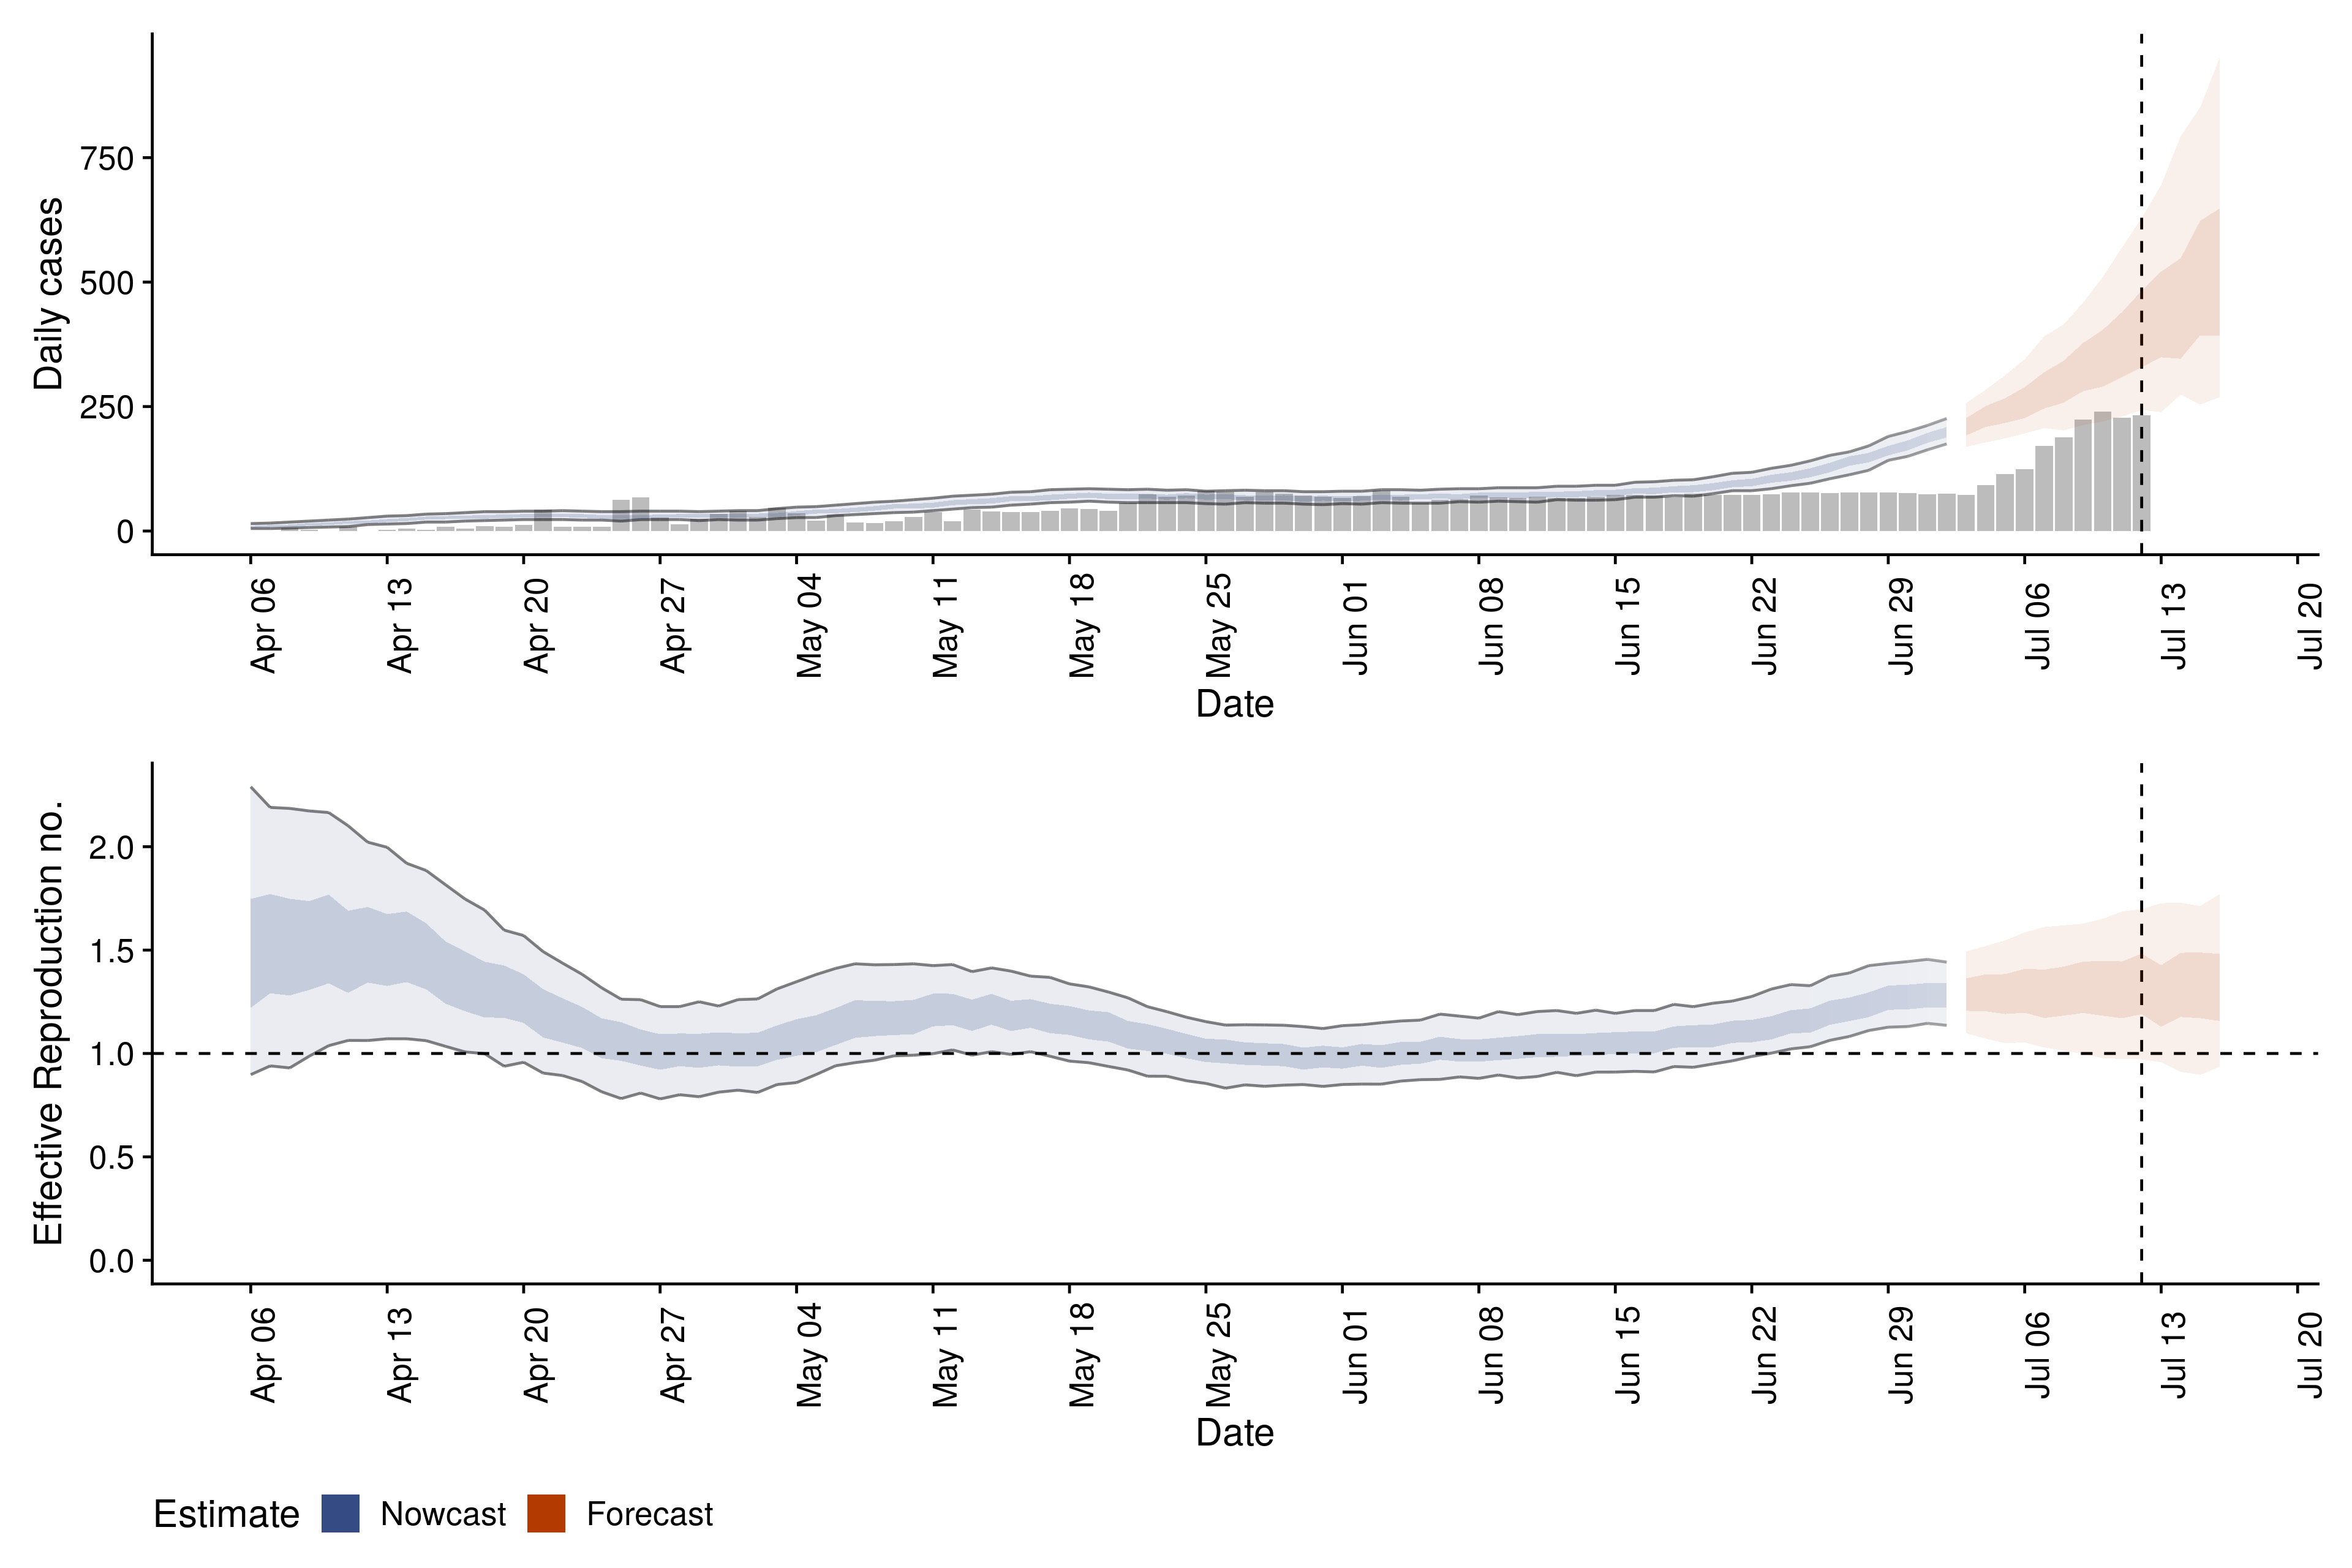 Daily cases
750
500
250
0
Apr 06
Apr 13
Apr 20
Apr 27
May 04
May 11
May 18
May 25
Jun 01
Jun 08
Jun 15
Jun 22
Jun 29
Jul 06
Jul 13
Jul 20
Date
Effective Reproduction no.
2.0
1.5
1.0
0.5
0.0
Apr 06
Apr 13
Apr 20
Apr 27
May 04
May 11
May 18
May 25
Jun 01
Jun 08
Jun 15
Jun 22
Jun 29
Jul 06
Jul 13
Jul 20
Date
Estimate Nowcast Forecast